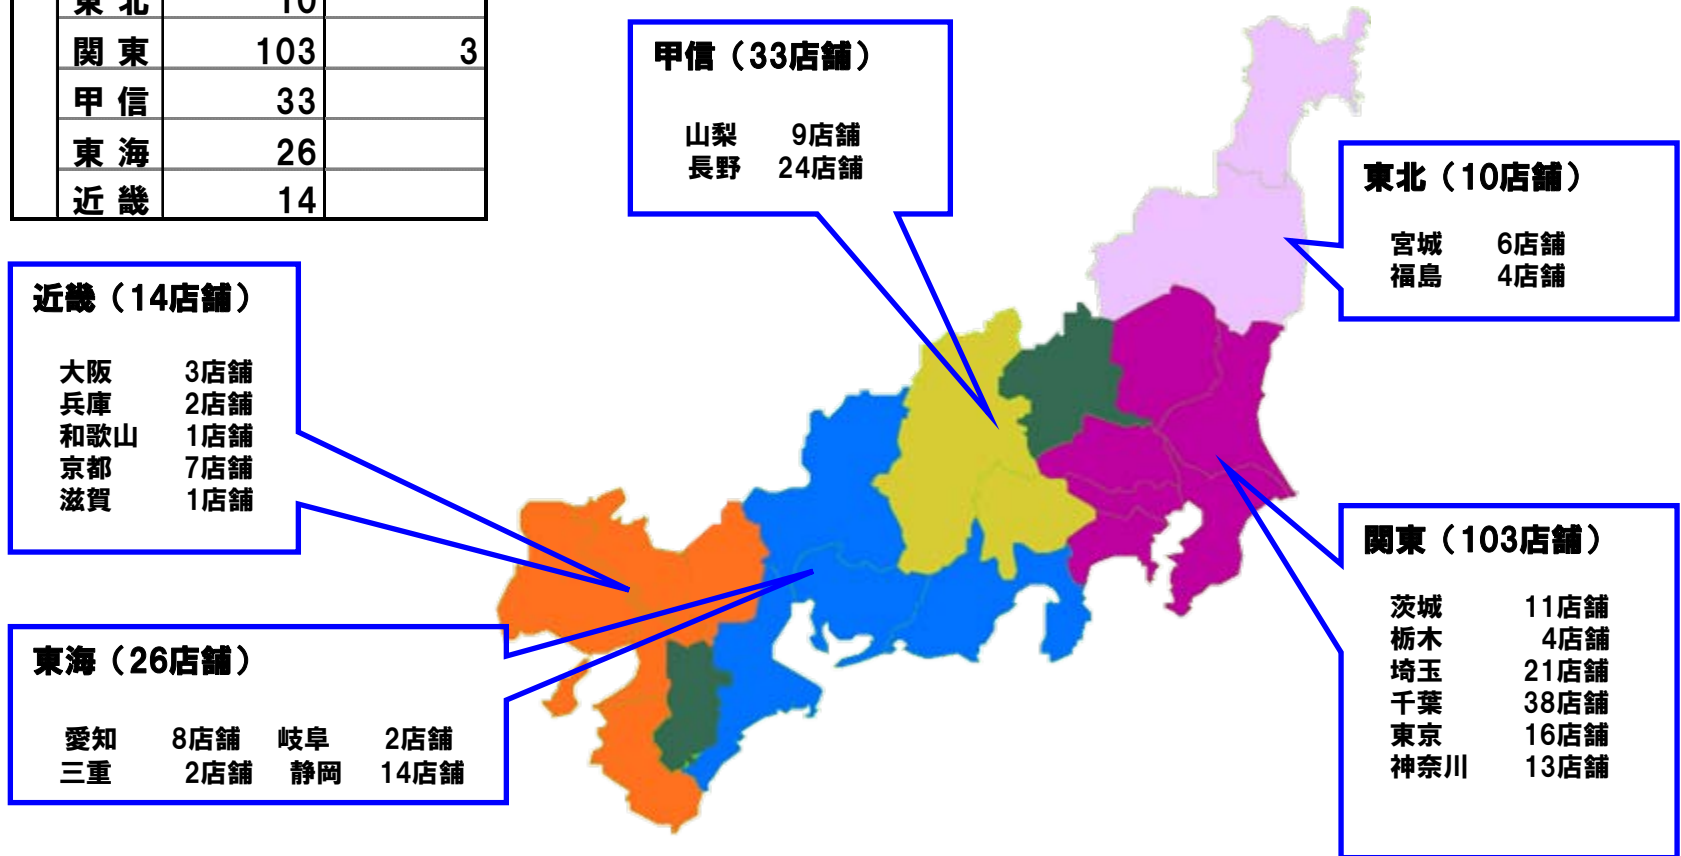 東北 10
関東 103 3
甲信 33
東海 26
近畿 14
甲信（33店舗）
山梨 9店舗
長野 24店舗
東北（10店舗）
宮城 6店舗
福島 4店舗
近畿（14店舗）
大阪 3店舗
兵庫 2店舗
和歌山 1店舗
京都 7店舗
滋賀 1店舗
東海（26店舗）
愛知 8店舗 岐阜 2店舗
三重 2店舗 静岡 14店舗
関東（103店舗）
茨城 11店舗
栃木 4店舗
埼玉 21店舗
千葉 38店舗
東京 16店舗
神奈川 13店舗